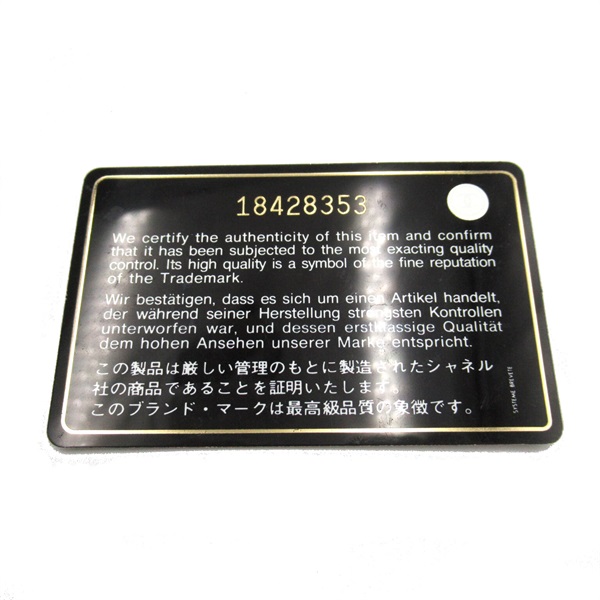 18428353
We certify the authenticity of this item and confirm
that it has been subjected to the most exacting quality
control. Its high quality is a symbol of the fine reputation
of the Trademark.
Wir bestätigen, dass es sich um einen Artikel handelt,
der während seiner Herstellung strengsten Kontrollen
unterworfen war, und dessen erstklassige Qualität
dem hohen Ansehen unserer Marke entspricht.
この製品は厳しい管理のもとに製造されたシャネル
社の商品であることを証明いたします。
このブランド・マークは最高級品質の象徴です。
SYSTEME BREVETE